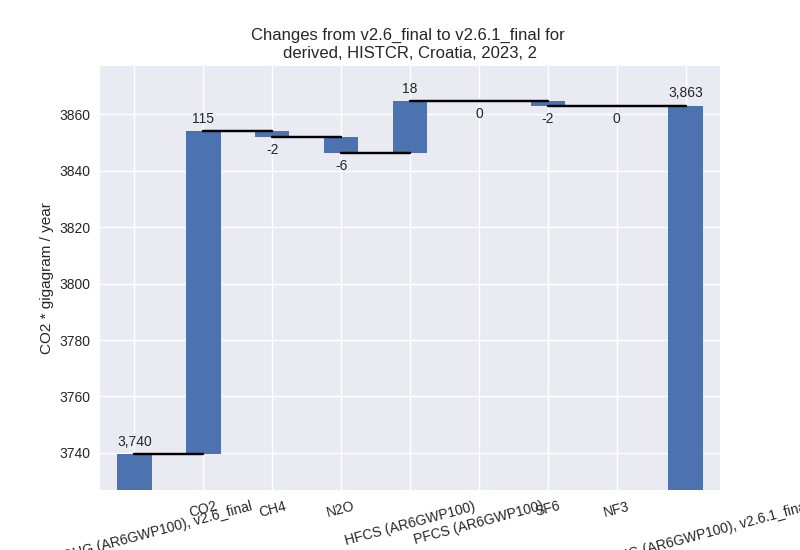 Changes from v2.6_final to v2.6.1_final for
derived, HISTCR, Croatia, 2023, 2
CO2 * gigagram / year
3860
3840
3820
3800
3780
3760
3740
3,740
115
-2
-6
18
0
-2
0
3,863
(AR6GWP100), v2.6_final
CO2
CH4
N2O
HFCS (AR6GWP100)
PFCS (AR6GWP100)
SF6
NF3
(AR6GWP100), v2.6.1_final